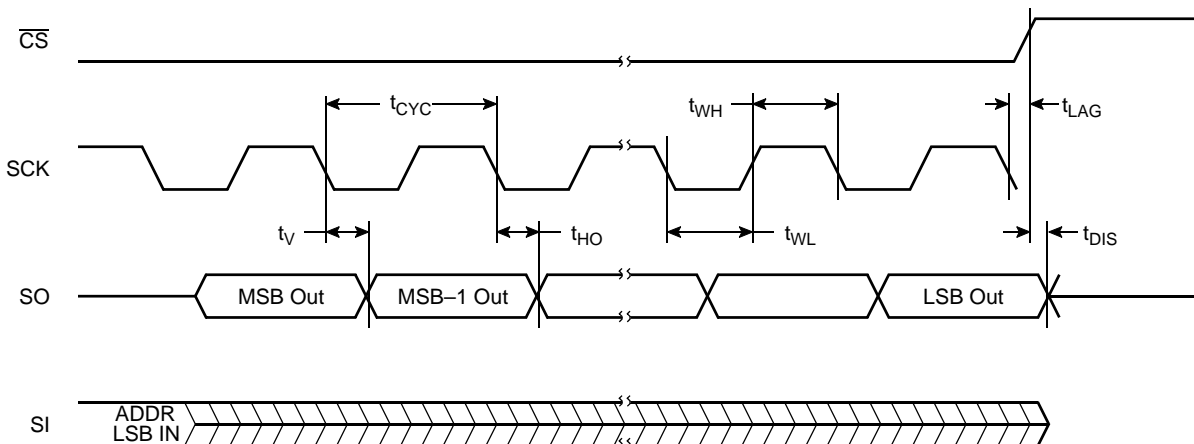 CS
tCYC
tWH
tLAG
SCK
tV
tHO
tWL
tDIS
SO
MSB Out
MSB–1 Out
LSB Out
SI
ADDR
LSB IN